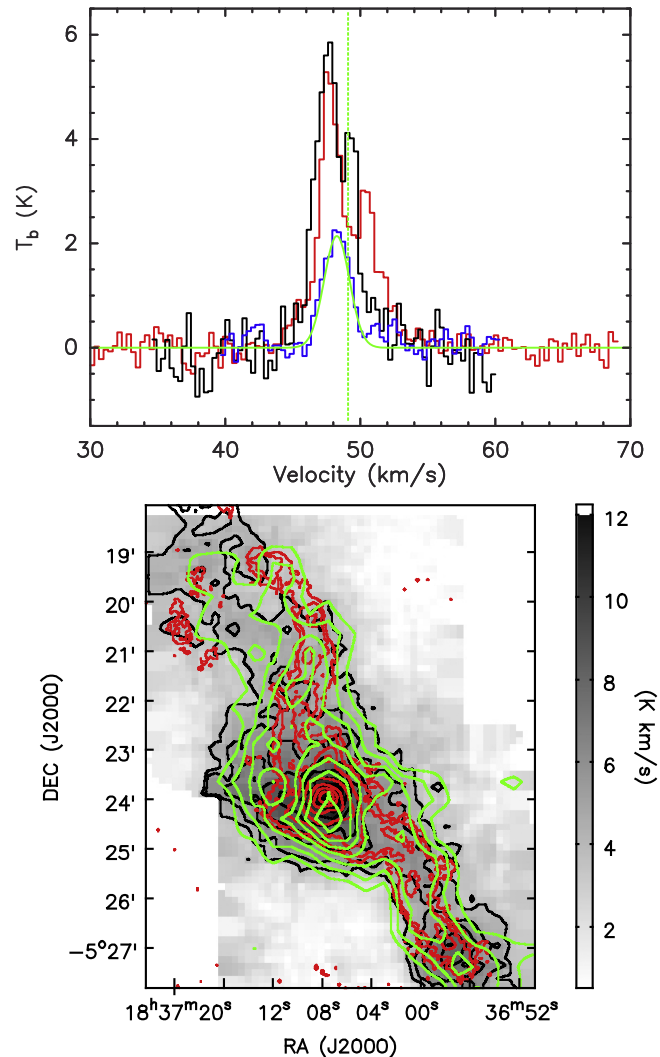 6
4
2
0
T_b (K)
30 40 50 60 70
Velocity (km/s)
19'
20'
21'
22'
23'
24'
25'
26'
−5°27'
DEC (J2000)
18ʰ37ᵐ20ˢ 12ˢ 08ˢ 04ˢ 00ˢ 36ᵐ52ˢ
RA (J2000)
12
10
8
6
4
2
(K km/s)